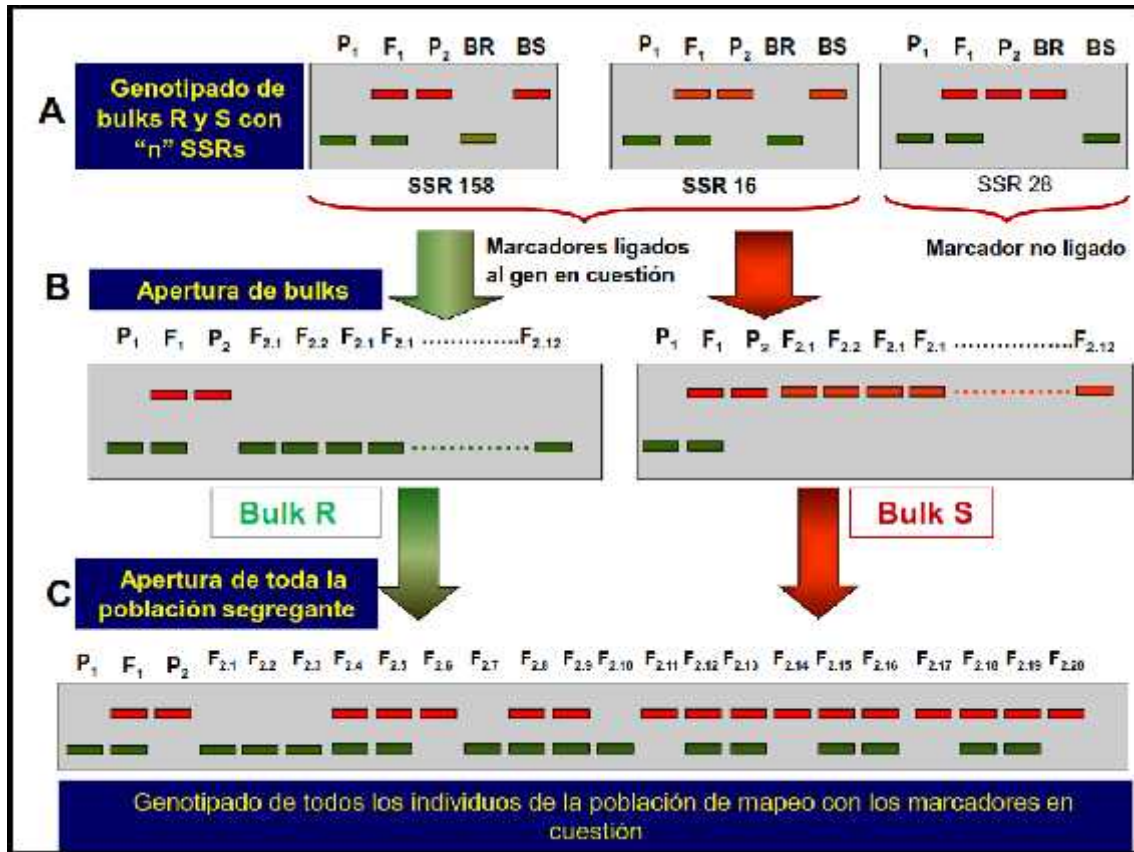 P1 F1 P2 BR BS
P1 F1 P2 BR BS
P1 F1 P2 BR BS
A
Genotipado de
bulks R y S con
“n” SSRs
SSR 158
SSR 16
SSR 28
Marcadores ligados
al gen en cuestión
Marcador no ligado
B
Apertura de bulks
P1 F1 P2 F2.1 F2.2 F2.1 F2.1 ..............F2.12
P1 F1 P2 F2.1 F2.2 F2.1 F2.1 ..............F2.12
Bulk R
Bulk S
C
Apertura de toda la
población segregante
P1 F1 P2 F2.1 F2.2 F2.3 F2.4 F2.5 F2.6 F2.7 F2.8 F2.9 F2.10 F2.11 F2.12 F2.13 F2.14 F2.15 F2.16 F2.17 F2.18 F2.19 F2.20
Genotipado de todos los individuos de la población de mapeo con los marcadores en
cuestión